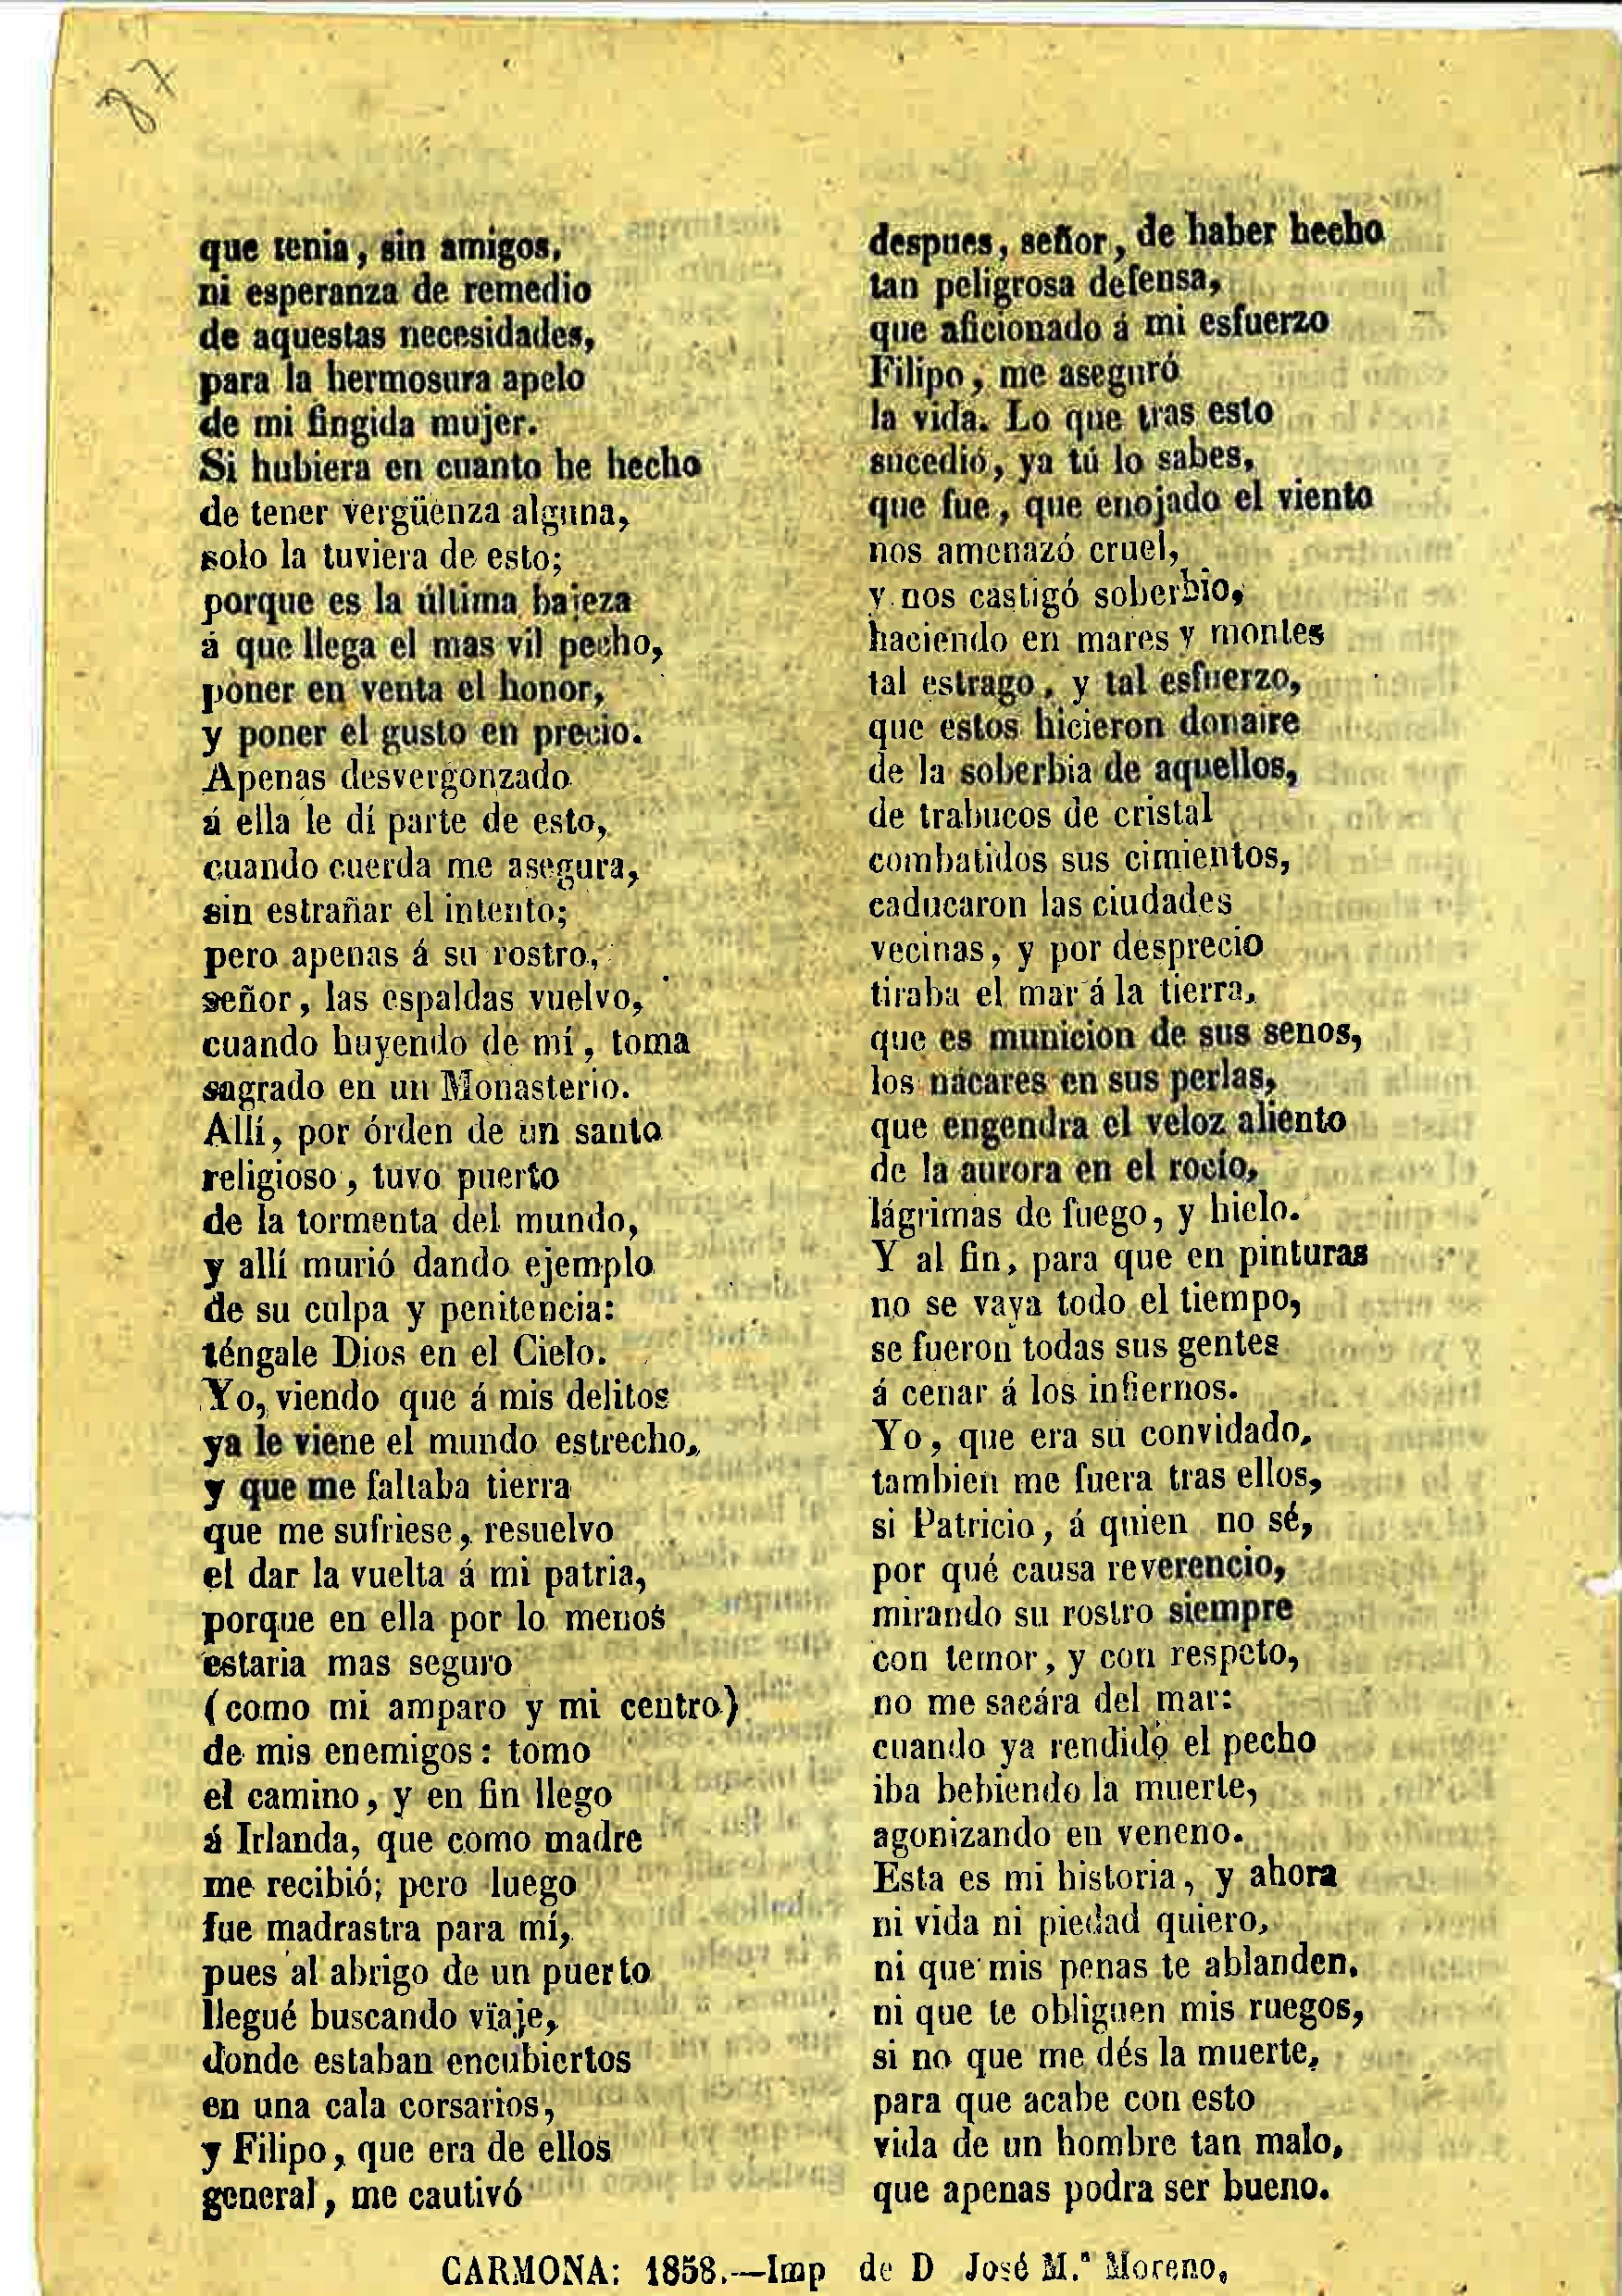 87
que tenia, sin amigos,
ni esperanza de remedio
de aquestas necesidades,
para la hermosura apelo
de mi fingida mujer.
Si hubiera en cuanto he hecho
de tener vergüenza alguna,
solo la tuviera de esto;
porque es la última bajeza
á que llega el mas vil pecho,
poner en venta el honor,
y poner el gusto en precio.
Apenas desvergonzado
á ella le dí parte de esto,
cuando cuerda me asegura,
sin estrañar el intento;
pero apenas á su rostro,
señor, las espaldas vuelvo,
cuando huyendo de mí, toma
sagrado en un Monasterio.
Allí, por órden de un santo
religioso, tuvo puerto
de la tormenta del mundo,
y allí murió dando ejemplo
de su culpa y penitencia:
téngale Dios en el Cielo.
Yo, viendo que á mis delitos
ya le viene el mundo estrecho,
y que me faltaba tierra
que me sufriese, resuelvo
el dar la vuelta á mi patria,
porque en ella por lo menos
estaria mas seguro
(como mi amparo y mi centro)
de mis enemigos: tomo
el camino, y en fin llego
á Irlanda, que como madre
me recibió; pero luego
fue madrastra para mí,
pues al abrigo de un puerto
llegué buscando viaje,
donde estaban encubiertos
en una cala corsarios,
y Filipo, que era de ellos
general, me cautivó
despues, señor, de haber hecho
tan peligrosa defensa,
que aficionado á mi esfuerzo
Filipo, me aseguró
la vida. Lo que tras esto
sucedió, ya tú lo sabes,
que fue, que enojado el viento
nos amenazó cruel,
y nos castigó soberbio,
haciendo en mares y montes
tal estrago, y tal esfuerzo,
que estos hicieron donaire
de la soberbia de aquellos,
de trabucos de cristal
combatidos sus cimientos,
caducaron las ciudades
vecinas, y por desprecio
tiraba el mar á la tierra,
que es municion de sus senos,
los nácares en sus perlas,
que engendra el veloz aliento
de la aurora en el rocío,
lágrimas de fuego, y hielo.
Y al fin, para que en pinturas
no se vaya todo el tiempo,
se fueron todas sus gentes
á cenar á los infiernos.
Yo, que era su convidado,
tambien me fuera tras ellos,
si Patricio, á quien no sé,
por qué causa reverencio,
mirando su rostro siempre
con temor, y con respeto,
no me sacára del mar:
cuando ya rendido el pecho
iba bebiendo la muerte,
agonizando en veneno.
Esta es mi historia, y ahora
ni vida ni piedad quiero,
ni que mis penas te ablanden,
ni que te obliguen mis ruegos,
si no que me dés la muerte,
para que acabe con esto
vida de un hombre tan malo,
que apenas podra ser bueno.
CARMONA: 1858.—Imp de D José M.ª Moreno,